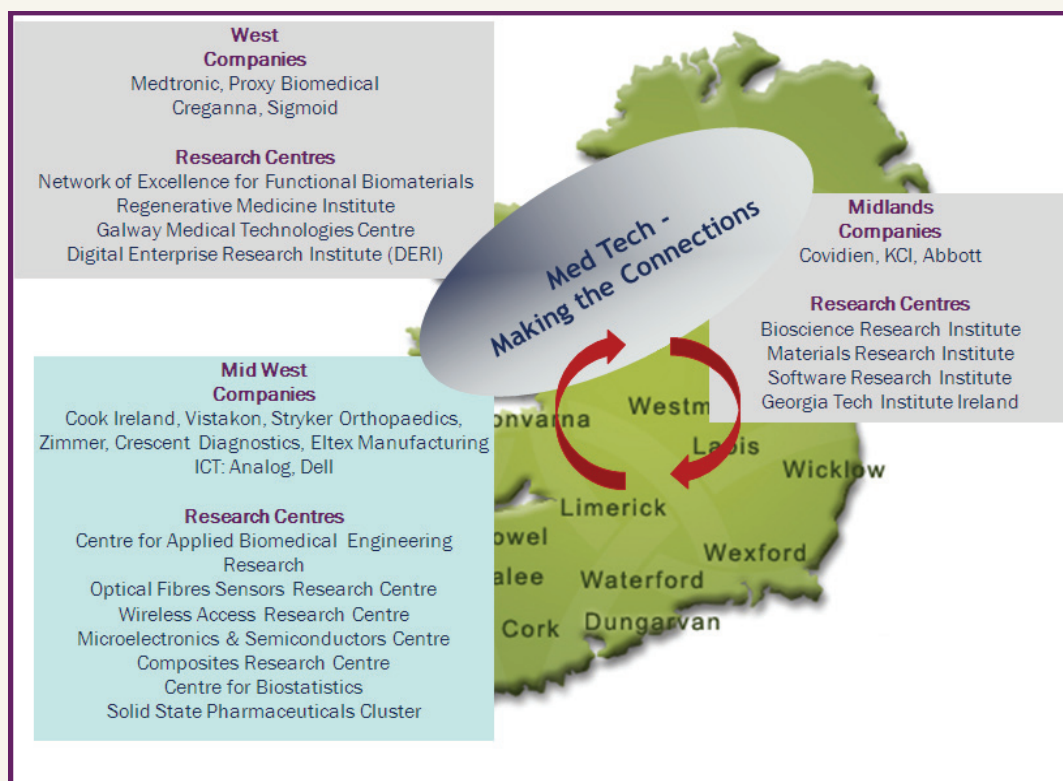 West
Companies
Medtronic, Proxy Biomedical
Creganna, Sigmoid
Research Centres
Network of Excellence for Functional Biomaterials
Regenerative Medicine Institute
Galway Medical Technologies Centre
Digital Enterprise Research Institute (DERI)
Med Tech -
Making the Connections
Midlands
Companies
Covidien, KCI, Abbott
Research Centres
Bioscience Research Institute
Materials Research Institute
Software Research Institute
Georgia Tech Institute Ireland
Mid West
Companies
Cook Ireland, Vistakon, Stryker Orthopaedics,
Zimmer, Crescent Diagnostics, Eltex Manufacturing
ICT: Analog, Dell
Research Centres
Centre for Applied Biomedical Engineering
Research
Optical Fibres Sensors Research Centre
Wireless Access Research Centre
Microelectronics & Semiconductors Centre
Composites Research Centre
Centre for Biostatistics
Solid State Pharmaceuticals Cluster
onvarna
Westm
Wicklow
Limerick
owel
Wexford
alee
Waterford
Cork
Dungarvan